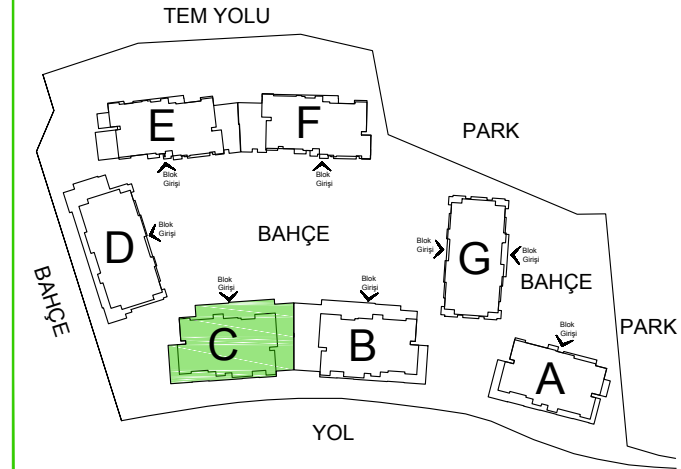 TEM YOLU
E
F
PARK
Blok
Girişi
Blok
Girişi
D
Blok
Girişi
BAHÇE
Blok
Girişi
G
Blok
Girişi
BAHÇE
BAHÇE
Blok
Girişi
Blok
Girişi
C
B
Blok
Girişi
PARK
A
YOL